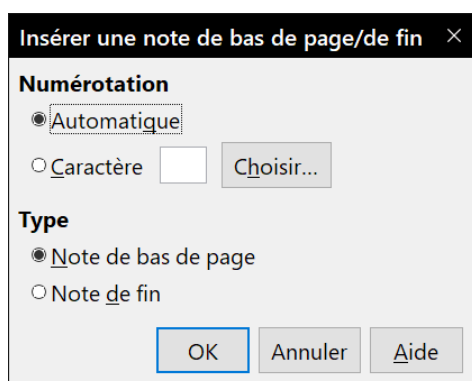 Insérer une note de bas de page/de fin
Numérotation
Automatique
Caractère Choisir...
Type
Note de bas de page
Note de fin
OK Annuler Aide